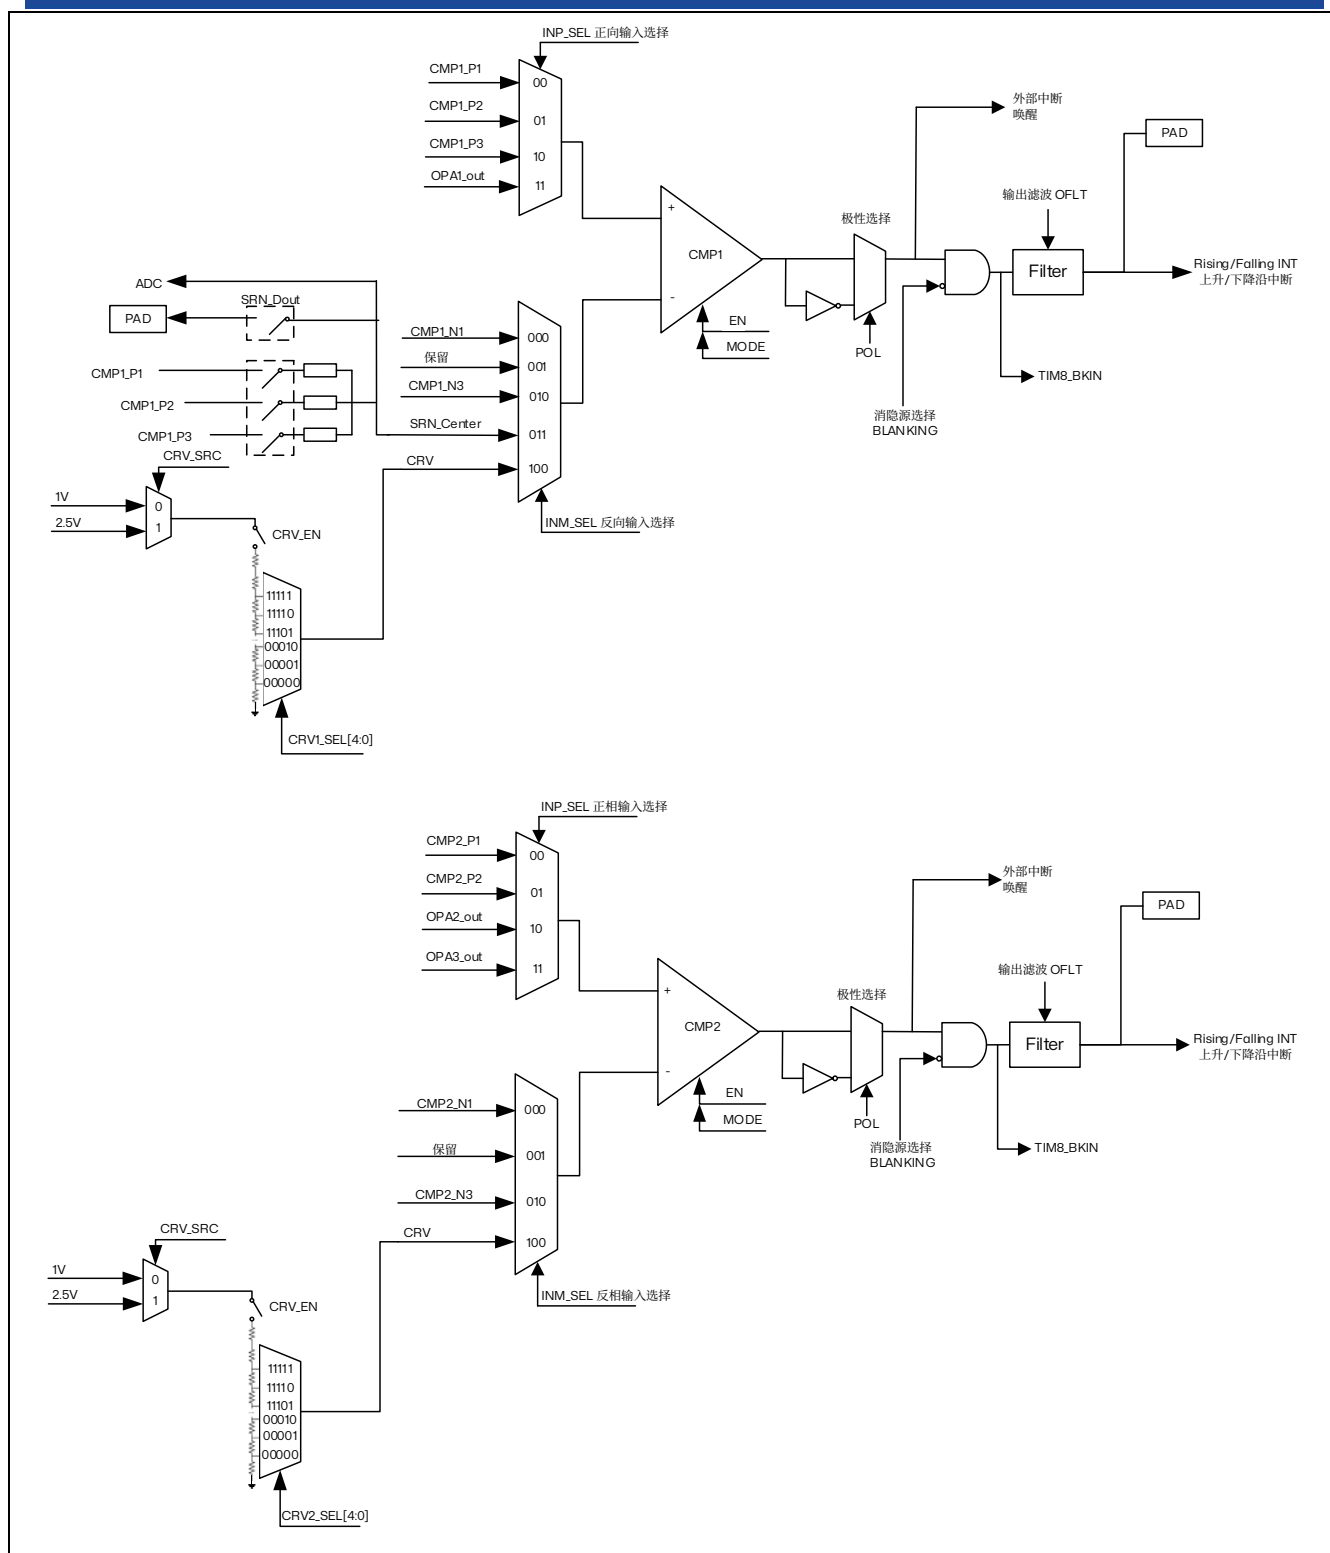 INP_SEL 正向输入选择
CMP1_P1
00
CMP1_P2
01
CMP1_P3
10
OPA1_out
11
外部中断
唤醒
PAD
输出滤波 OFLT
极性选择
+
CMP1
-
Filter
Rising/Falling INT
上升/下降沿中断
EN
MODE
POL
TIM8_BKIN
消隐源选择
BLANKING
ADC
SRN_Dout
PAD
CMP1_P1
CMP1_P2
CMP1_P3
CMP1_N1
000
保留
001
CMP1_N3
010
SRN_Center
011
CRV
100
INM_SEL 反向输入选择
CRV_SRC
1V
0
2.5V
1
CRV_EN
11111
11110
11101
00010
00001
00000
CRV1_SEL[4:0]
INP_SEL 正相输入选择
CMP2_P1
00
CMP2_P2
01
OPA2_out
10
OPA3_out
11
外部中断
唤醒
PAD
输出滤波 OFLT
极性选择
+
CMP2
-
Filter
Rising/Falling INT
上升/下降沿中断
EN
MODE
POL
TIM8_BKIN
消隐源选择
BLANKING
CMP2_N1
000
保留
001
CMP2_N3
010
CRV
100
INM_SEL 反相输入选择
CRV_SRC
1V
0
2.5V
1
CRV_EN
11111
11110
11101
00010
00001
00000
CRV2_SEL[4:0]